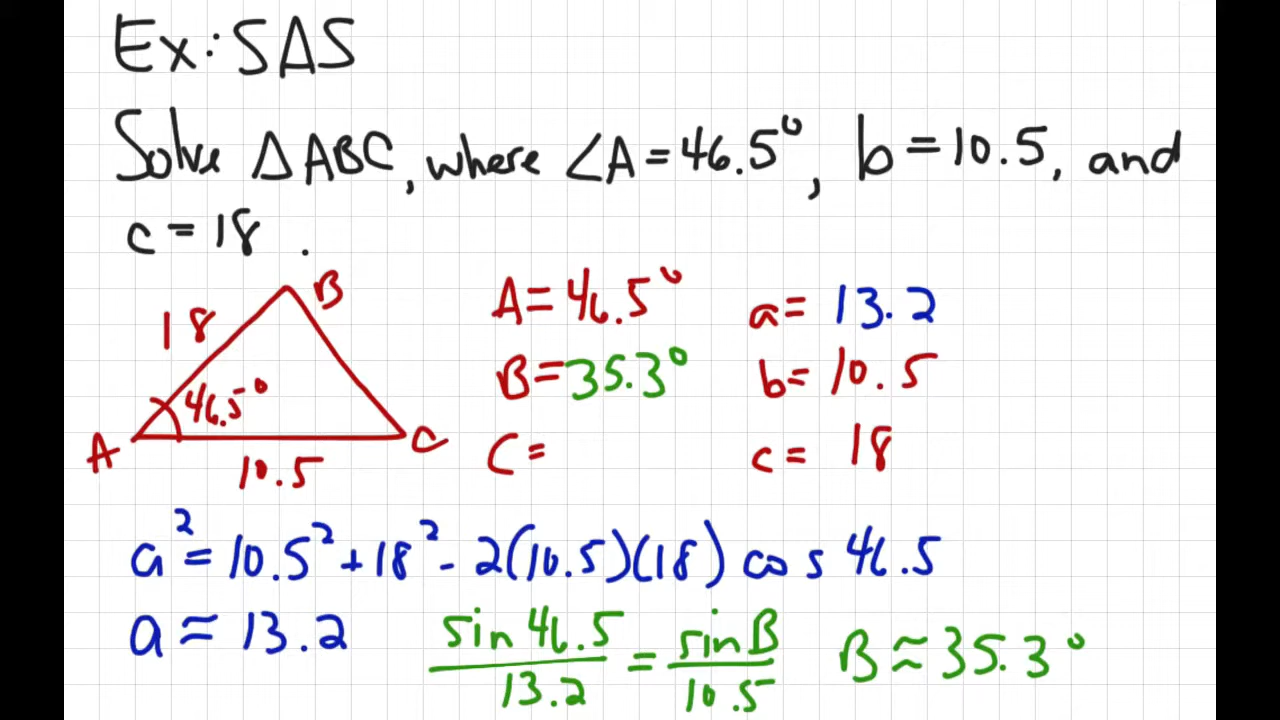 Ex: SAS
Solve △ABC, where ∠A = 46.5°, b = 10.5, and
c = 18.
B
18
46.5°
A
C
10.5
A = 46.5° a = 13.2
B = 35.3° b = 10.5
C = c = 18
a² = 10.5² + 18² - 2(10.5)(18) cos 46.5
a ≈ 13.2
sin 46.5 / 13.2 = sin B / 10.5 B ≈ 35.3°